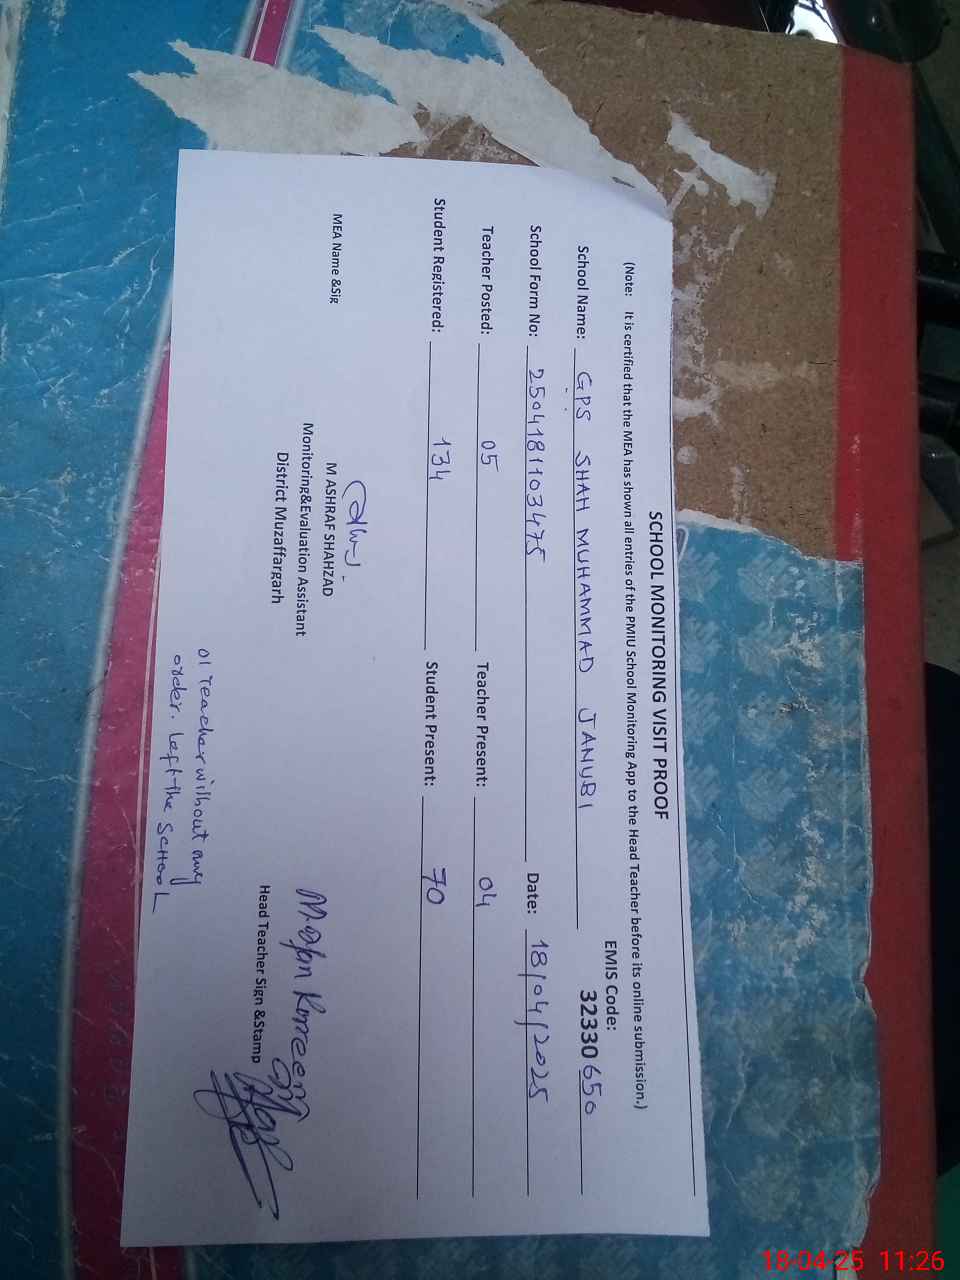 SCHOOL MONITORING VISIT PROOF
(Note: It is certified that the MEA has shown all entries of the PMIU School Monitoring App to the Head Teacher before its online submission.)
EMIS Code:
School Name: GPS SHAH MUHAMMAD JANUBI 32330650
School Form No: 2504181103475 Date: 18/04/2025
Teacher Posted: 05 Teacher Present: 04
Student Registered: 134 Student Present: 70
MEA Name &Sig
M ASHRAF SHAHZAD
Monitoring&Evaluation Assistant
District Muzaffargarh
Kareem
Head Teacher Sign &Stamp
01 Teacher without any
order. Left the SCHOOL
18-04-25 11:26